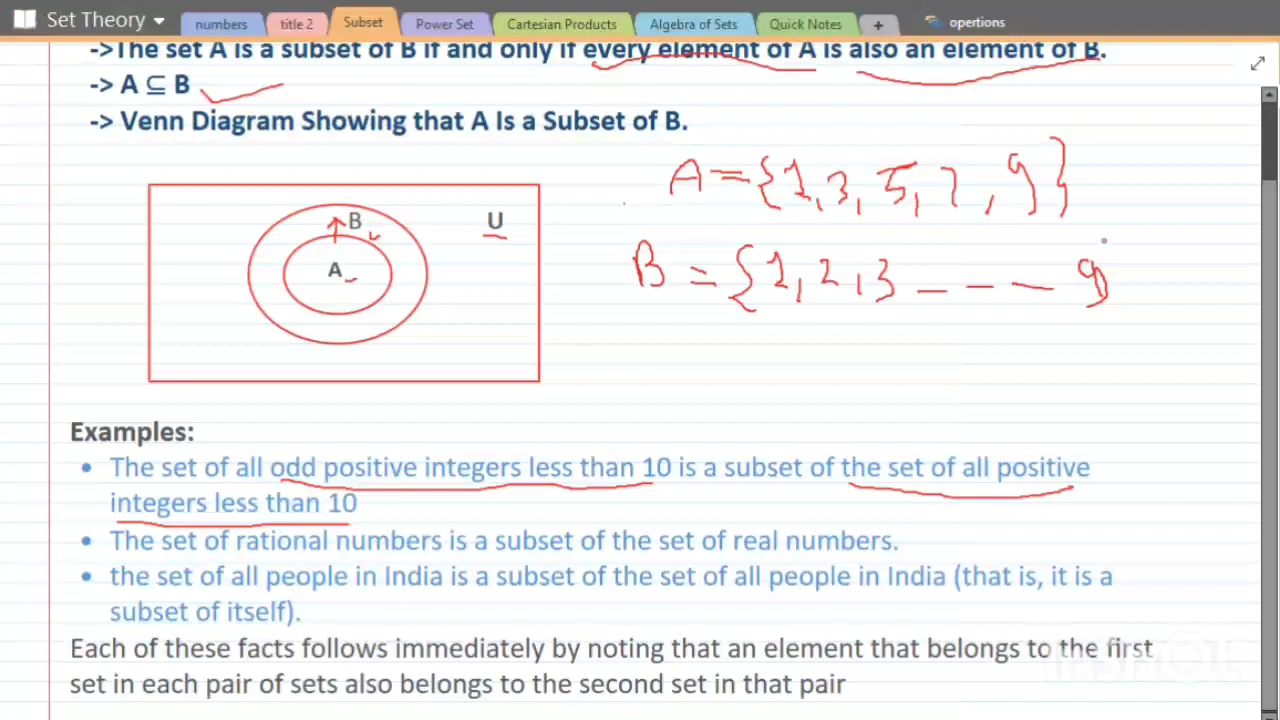 Set Theory numbers title 2 Subset Power Set Cartesian Products Algebra of Sets Quick Notes + opertions
->The set A is a subset of B if and only if every element of A is also an element of B.
-> A ⊆ B
-> Venn Diagram Showing that A Is a Subset of B.
A = {1, 3, 5, 7, 9}
B U
A
B = {1, 2, 3 _ _ _ 9
Examples:
• The set of all odd positive integers less than 10 is a subset of the set of all positive
integers less than 10
• The set of rational numbers is a subset of the set of real numbers.
• the set of all people in India is a subset of the set of all people in India (that is, it is a
subset of itself).
Each of these facts follows immediately by noting that an element that belongs to the first
set in each pair of sets also belongs to the second set in that pair